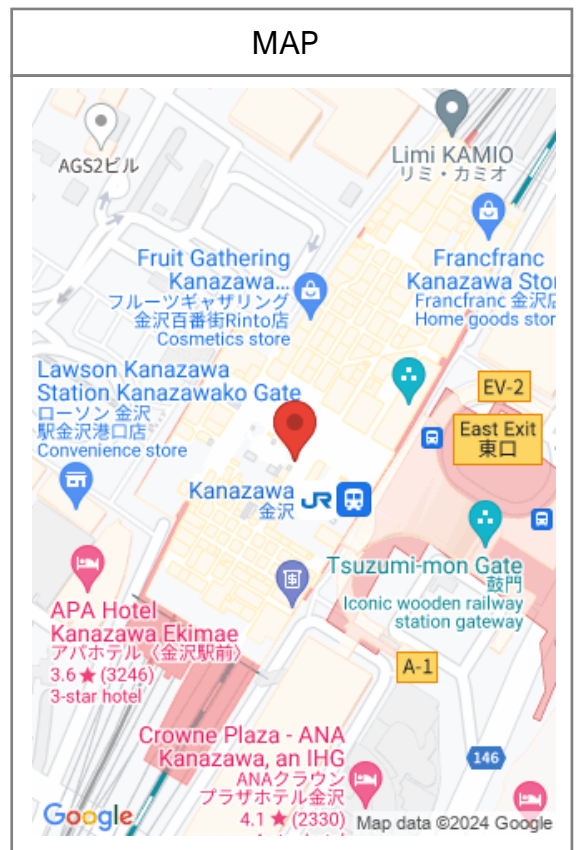 MAP
AGS2ビル
Limi KAMIO
リミ・カミオ
Fruit Gathering
Kanazawa...
フルーツギャザリング
金沢百番街Rinto店
Cosmetics store
Francfranc
Kanazawa Sto
Francfranc 金沢店
Home goods stor
Lawson Kanazawa
Station Kanazawako Gate
ローソン 金沢
駅金沢港口店
Convenience store
EV-2
East Exit
東口
Kanazawa
金沢
JR
Tsuzumi-mon Gate
鼓門
Iconic wooden railway
station gateway
APA Hotel
Kanazawa Ekimae
アパホテル〈金沢駅前〉
3.6★(3246)
3-star hotel
A-1
Crowne Plaza - ANA
Kanazawa, an IHG
ANAクラウン
プラザホテル金沢
4.1★(2330)
146
Google
Map data ©2024 Google